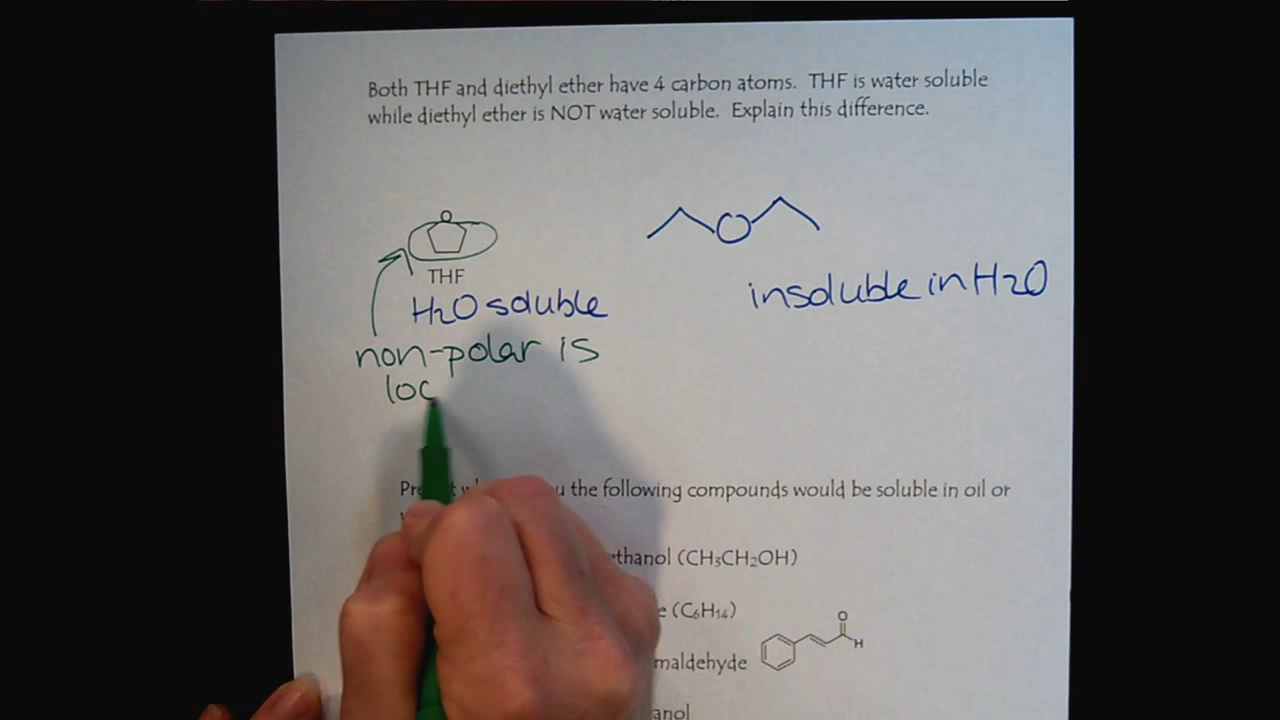 Both THF and diethyl ether have 4 carbon atoms. THF is water soluble
while diethyl ether is NOT water soluble. Explain this difference.
O
O
THF
H2O soluble
insoluble in H2O
non-polar is
loc
the following compounds would be soluble in oil or
thanol (CH₃CH₂OH)
e (C₆H₁₄)
O
H
maldehyde
anol